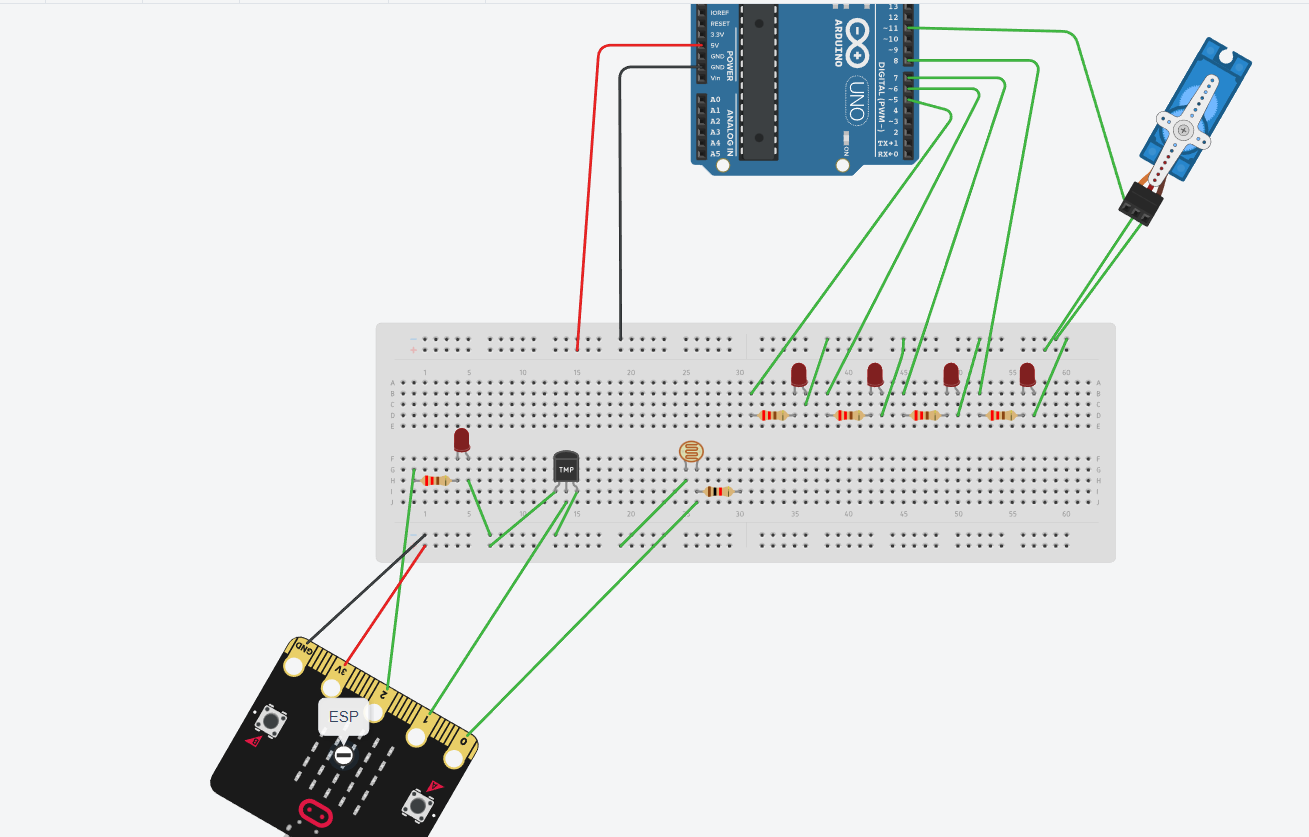 IOREF
RESET
3.3V
5V
GND
GND
Vin
POWER
A0
A1
A2
A3
A4
A5
ANALOG IN
ARDUINO
UNO
ON
DIGITAL (PWM~)
13
12
~11
~10
~9
8
7
~6
~5
4
~3
2
TX→1
RX←0
1 5 10 15 20 25 30 35 40 45 50 55 60
A A
B B
C C
D D
E E
F F
G G
H H
I I
J J
TMP
1 5 10 15 20 25 30 35 40 45 50 55 60
GND
3V
2
1
0
ESP
B
A